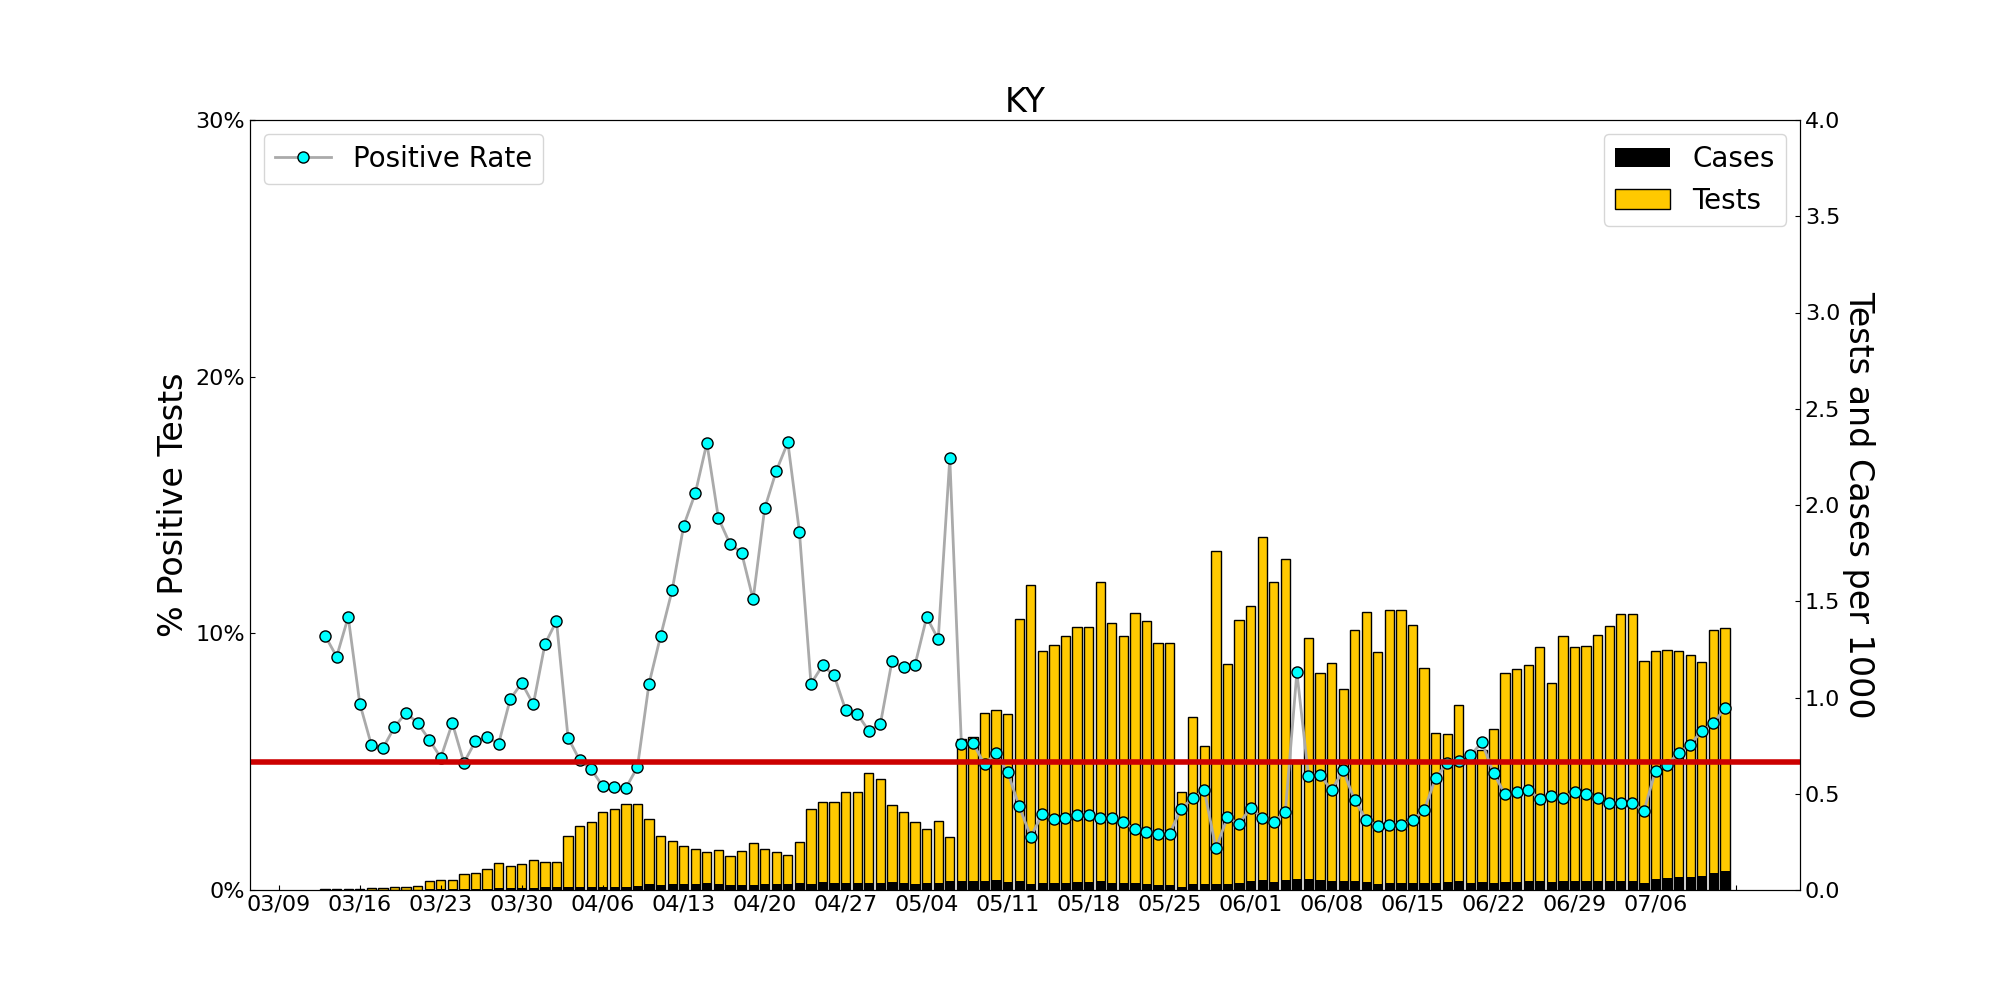 KY
30%
20%
10%
0%
% Positive Tests
Positive Rate
Cases
Tests
4.0
3.5
3.0
2.5
2.0
1.5
1.0
0.5
0.0
Tests and Cases per 1000
03/09 03/16 03/23 03/30 04/06 04/13 04/20 04/27 05/04 05/11 05/18 05/25 06/01 06/08 06/15 06/22 06/29 07/06